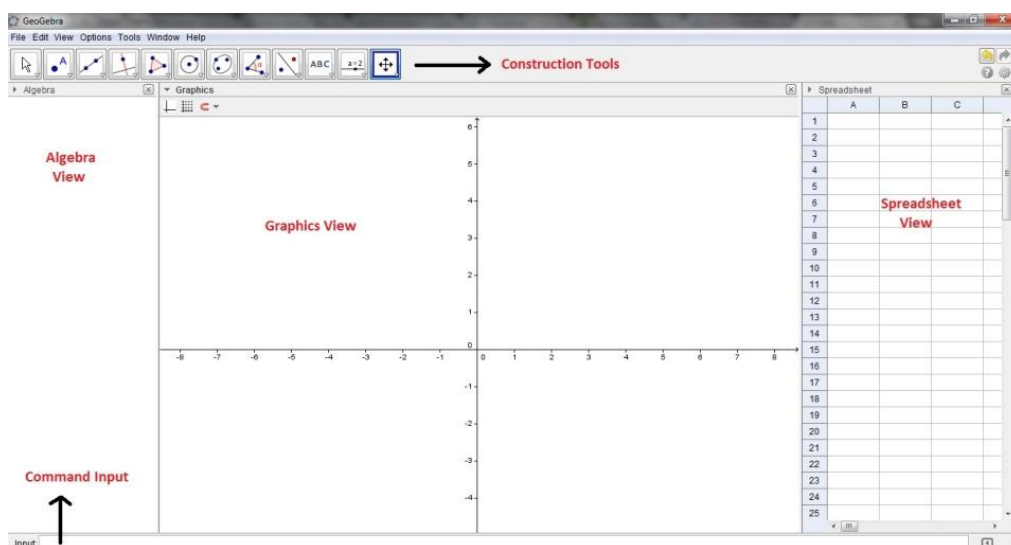 GeoGebra
File Edit View Options Tools Window Help
A
α
ABC
a=2
Construction Tools
Algebra
Graphics
Spreadsheet
A B C
Algebra
View
Graphics View
Spreadsheet
View
Command Input
6
5
4
3
2
1
0
-8 -7 -6 -5 -4 -3 -2 -1 0 1 2 3 4 5 6 7 8
-1
-2
-3
-4
1
2
3
4
5
6
7
8
9
10
11
12
13
14
15
16
17
18
19
20
21
22
23
24
25
Input: